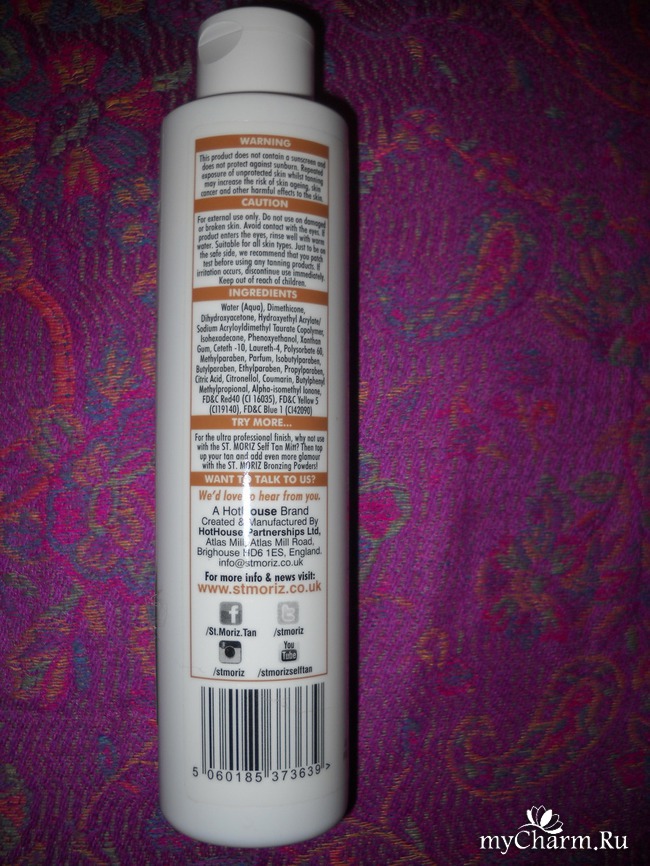 WARNING
This product does not contain a sunscreen and
does not protect against sunburn. Repeated
exposure of unprotected skin whilst tanning
may increase the risk of skin ageing, skin
cancer and other harmful effects to the skin.
CAUTION
For external use only. Do not use on damaged
or broken skin. Avoid contact with the eyes. If
product enters the eyes, rinse well with warm
water. Suitable for all skin types. Just to be on
the safe side, we recommend that you patch
test before using any tanning products. If
irritation occurs, discontinue use immediately.
Keep out of reach of children.
INGREDIENTS
Water (Aqua), Dimethicone,
Dihydroxyacetone, Hydroxyethyl Acrylate/
Sodium Acryloyldimethyl Taurate Copolymer,
Isohexadecane, Phenoxyethanol, Xanthan
Gum, Ceteth -10, Laureth-4, Polysorbate 60,
Methylparaben, Parfum, Isobutylparaben,
Butylparaben, Ethylparaben, Propylparaben,
Citric Acid, Citronellol, Coumarin, Butylphenyl
Methylpropional, Alpha-isomethyl Ionone,
FD&C Red40 (CI 16035), FD&C Yellow 5
(CI19140), FD&C Blue 1 (CI42090)
TRY MORE...
For the ultra professional finish, why not use
with the ST. MORIZ Self Tan Mitt? Then top
up your tan and add even more glamour
with the ST. MORIZ Bronzing Powders!
WANT TO TALK TO US?
We'd love to hear from you.
A HotHouse Brand
Created & Manufactured By
HotHouse Partnerships Ltd,
Atlas Mill, Atlas Mill Road,
Brighouse HD6 1ES, England.
info@stmoriz.co.uk
For more info & news visit:
www.stmoriz.co.uk
/St.Moriz.Tan /stmoriz
You
Tube
/stmoriz /stmorizselftan
5 060185 373639 >
myCharm.Ru